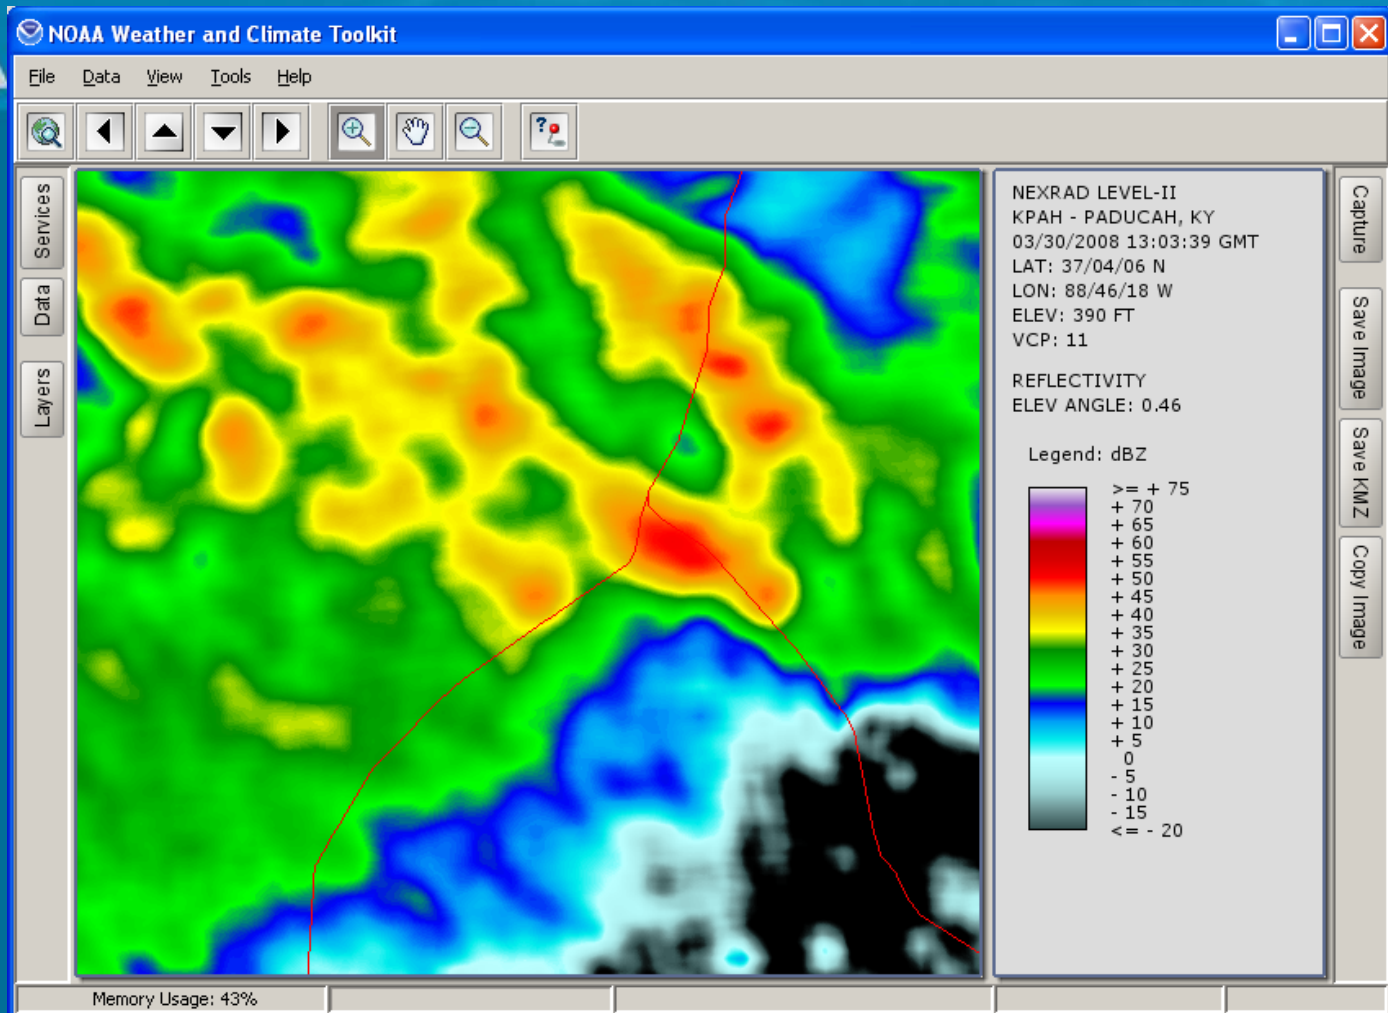 NOAA Weather and Climate Toolkit
File Data View Tools Help
Services
Data
Layers
NEXRAD LEVEL-II
KPAH - PADUCAH, KY
03/30/2008 13:03:39 GMT
LAT: 37/04/06 N
LON: 88/46/18 W
ELEV: 390 FT
VCP: 11
REFLECTIVITY
ELEV ANGLE: 0.46
Legend: dBZ
>= + 75
+ 70
+ 65
+ 60
+ 55
+ 50
+ 45
+ 40
+ 35
+ 30
+ 25
+ 20
+ 15
+ 10
+ 5
0
- 5
- 10
- 15
<= - 20
Capture
Save Image
Save KMZ
Copy Image
Memory Usage: 43%